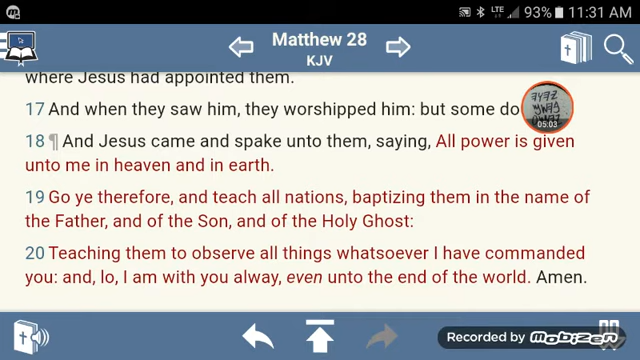 LTE 93% 11:31 AM
Matthew 28
KJV
where Jesus had appointed them.
17 And when they saw him, they worshipped him: but some do
05:03
18 ¶ And Jesus came and spake unto them, saying, All power is given
unto me in heaven and in earth.
19 Go ye therefore, and teach all nations, baptizing them in the name of
the Father, and of the Son, and of the Holy Ghost:
20 Teaching them to observe all things whatsoever I have commanded
you: and, lo, I am with you alway, even unto the end of the world. Amen.
Recorded by mobizen